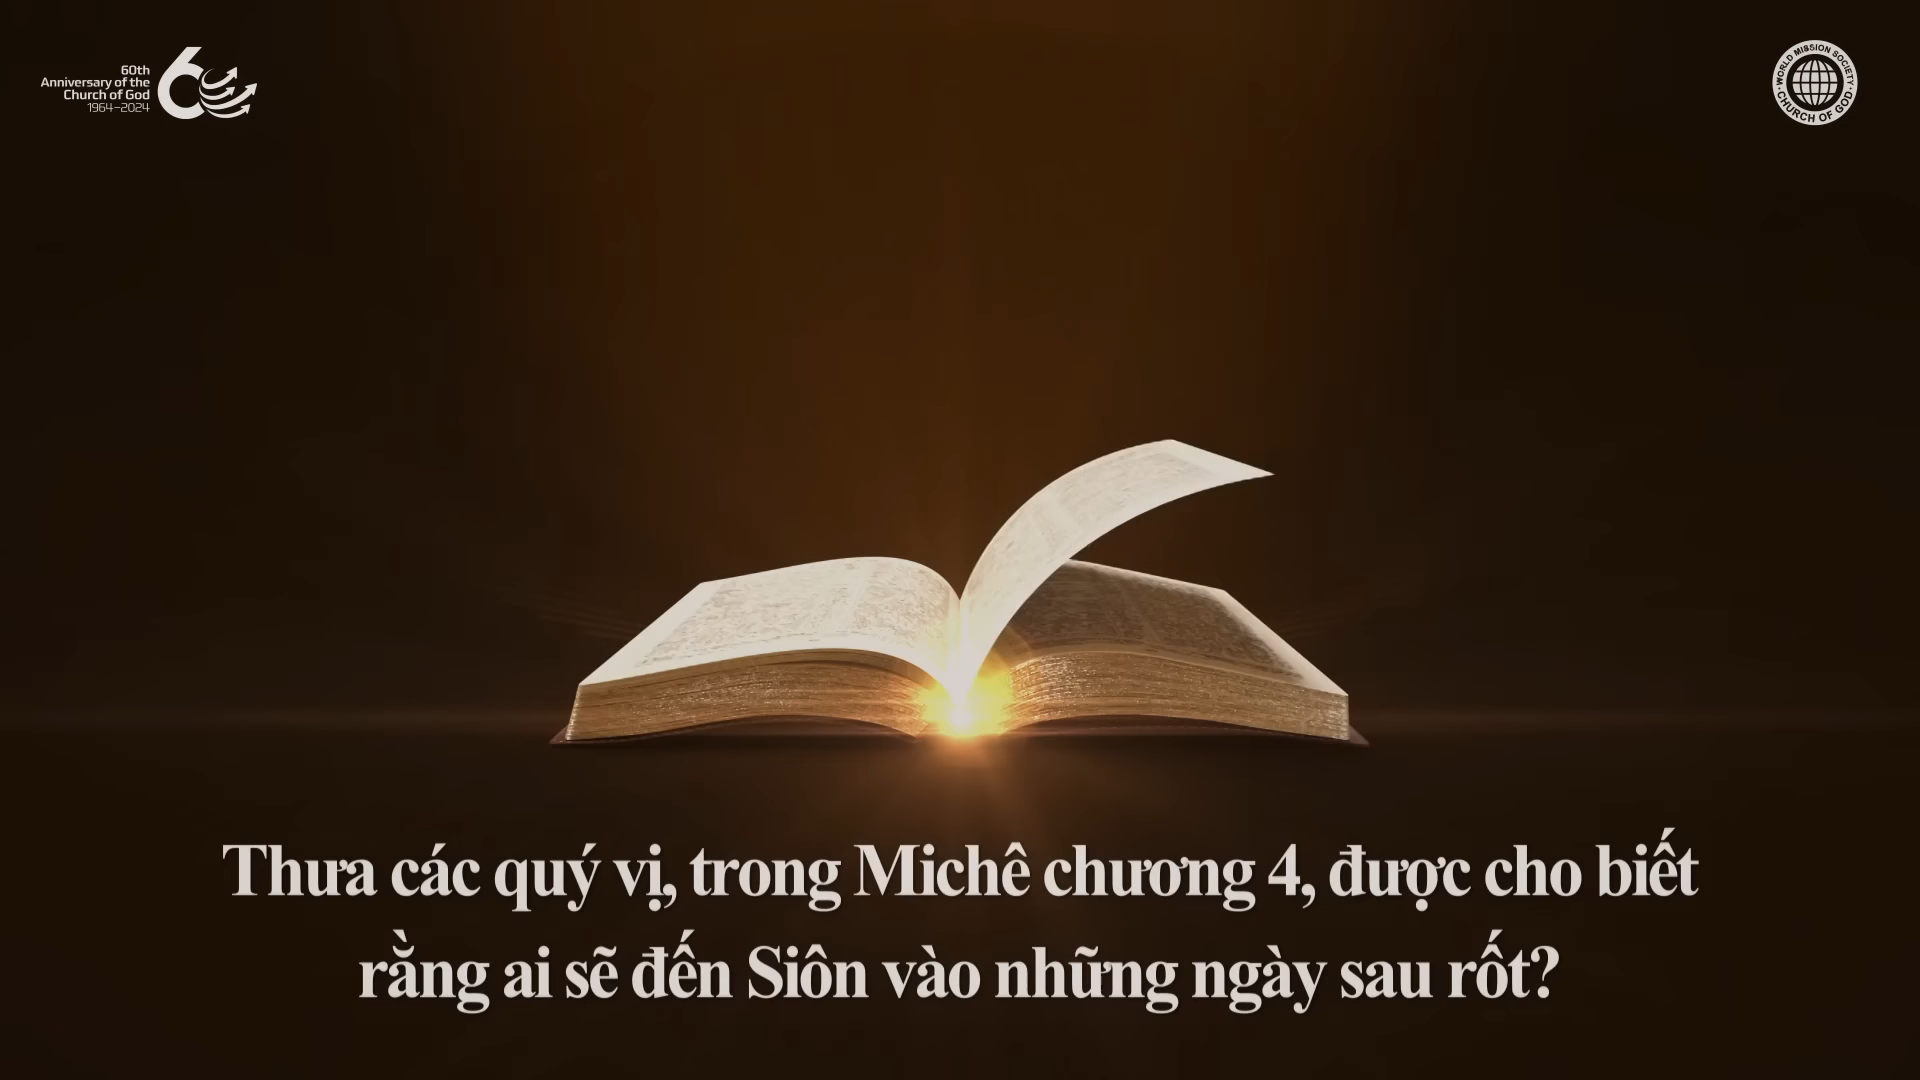 60th
Anniversary of the
Church of God
1964–2024
60
WORLD MISSION SOCIETY
CHURCH OF GOD
Thưa các quý vị, trong Michê chương 4, được cho biết
rằng ai sẽ đến Siôn vào những ngày sau rốt?